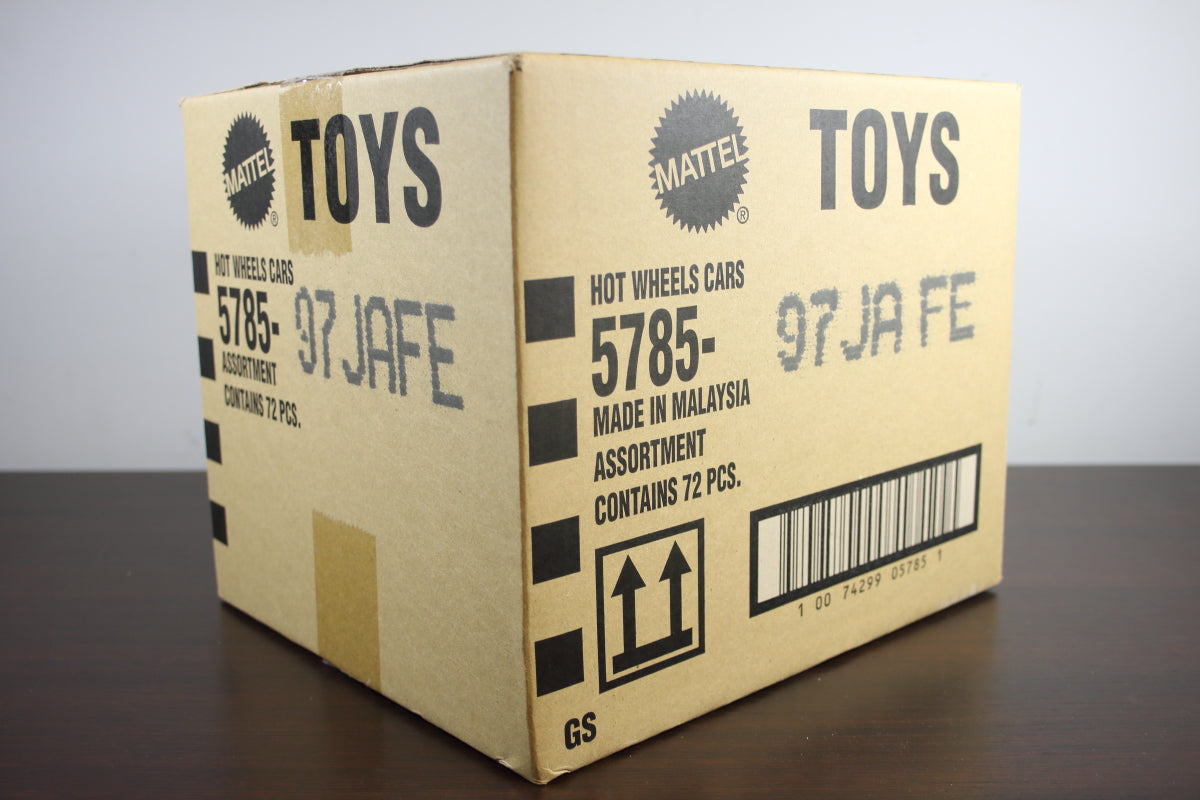 MATTEL® TOYS
HOT WHEELS CARS
5785-
97JAFE
ASSORTMENT
CONTAINS 72 PCS.
MATTEL® TOYS
HOT WHEELS CARS
5785-
97JA FE
MADE IN MALAYSIA
ASSORTMENT
CONTAINS 72 PCS.
1 00 74299 05785 1
GS